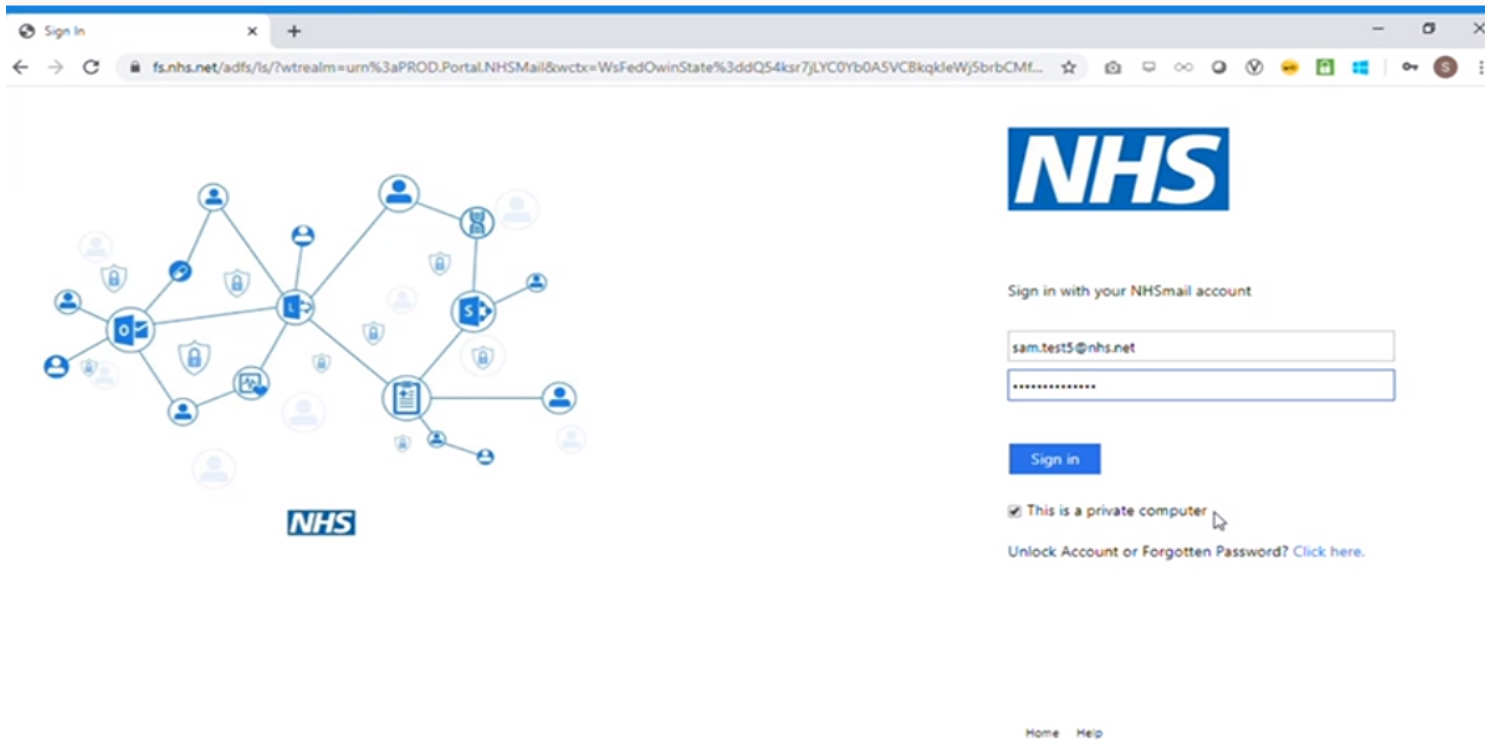 Sign In
fs.nhs.net/adfs/ls/?wtrealm=urn%3aPROD.Portal.NHSMail&wctx=WsFedOwinState%3ddQ54ksr7jLYC0Yb0A5VCBkqkleWj5brbCMf...
S
NHS
Sign in with your NHSmail account
sam.test5@nhs.net
Sign in
This is a private computer
Unlock Account or Forgotten Password? Click here.
L
S
O
NHS
Home Help